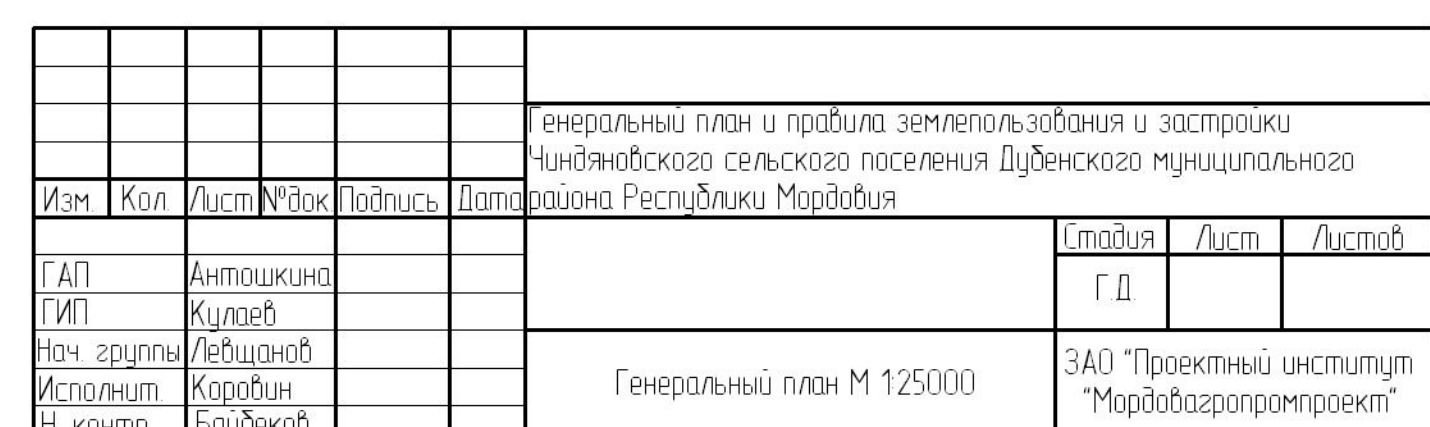 Генеральный план и правила землепользования и застройки
Чиндяновского сельского поселения Дубенского муниципального
района Республики Мордовия
Изм. Кол. Лист №док Подпись Дата
Стадия Лист Листов
Г.Д.
ГАП Антошкина
ГИП Кулаев
Нач. группы Левщанов
Исполнит. Коровин
Н. контр. Байбеков
Генеральный план М 1:25000
ЗАО "Проектный институт
"Мордовагропромпроект"